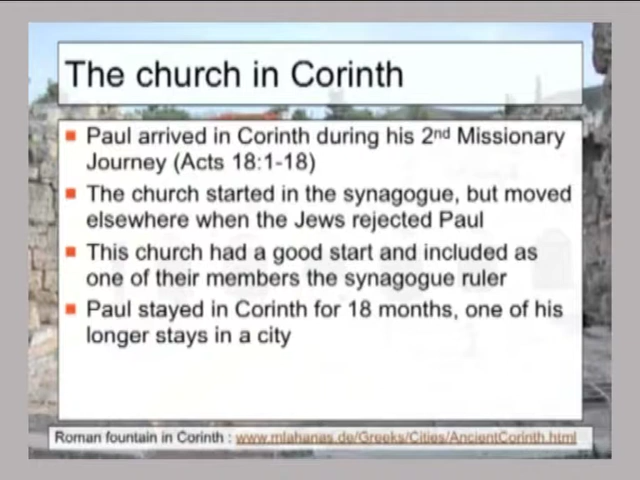 The church in Corinth
Paul arrived in Corinth during his 2nd Missionary
Journey (Acts 18:1-18)
The church started in the synagogue, but moved
elsewhere when the Jews rejected Paul
This church had a good start and included as
one of their members the synagogue ruler
Paul stayed in Corinth for 18 months, one of his
longer stays in a city
Roman fountain in Corinth : www.mlahanas.de/Greeks/Cities/AncientCorinth.html